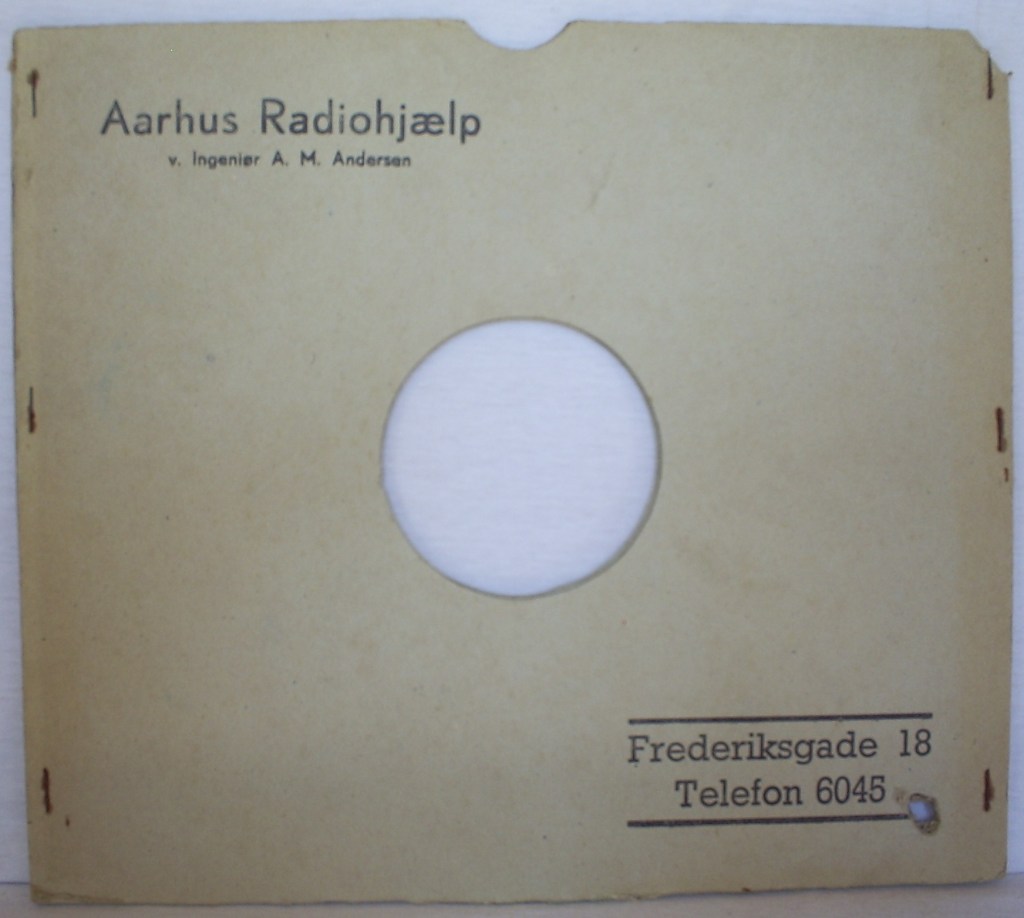 Aarhus Radiohjælp
v. Ingeniør A. M. Andersen
Frederiksgade 18
Telefon 6045